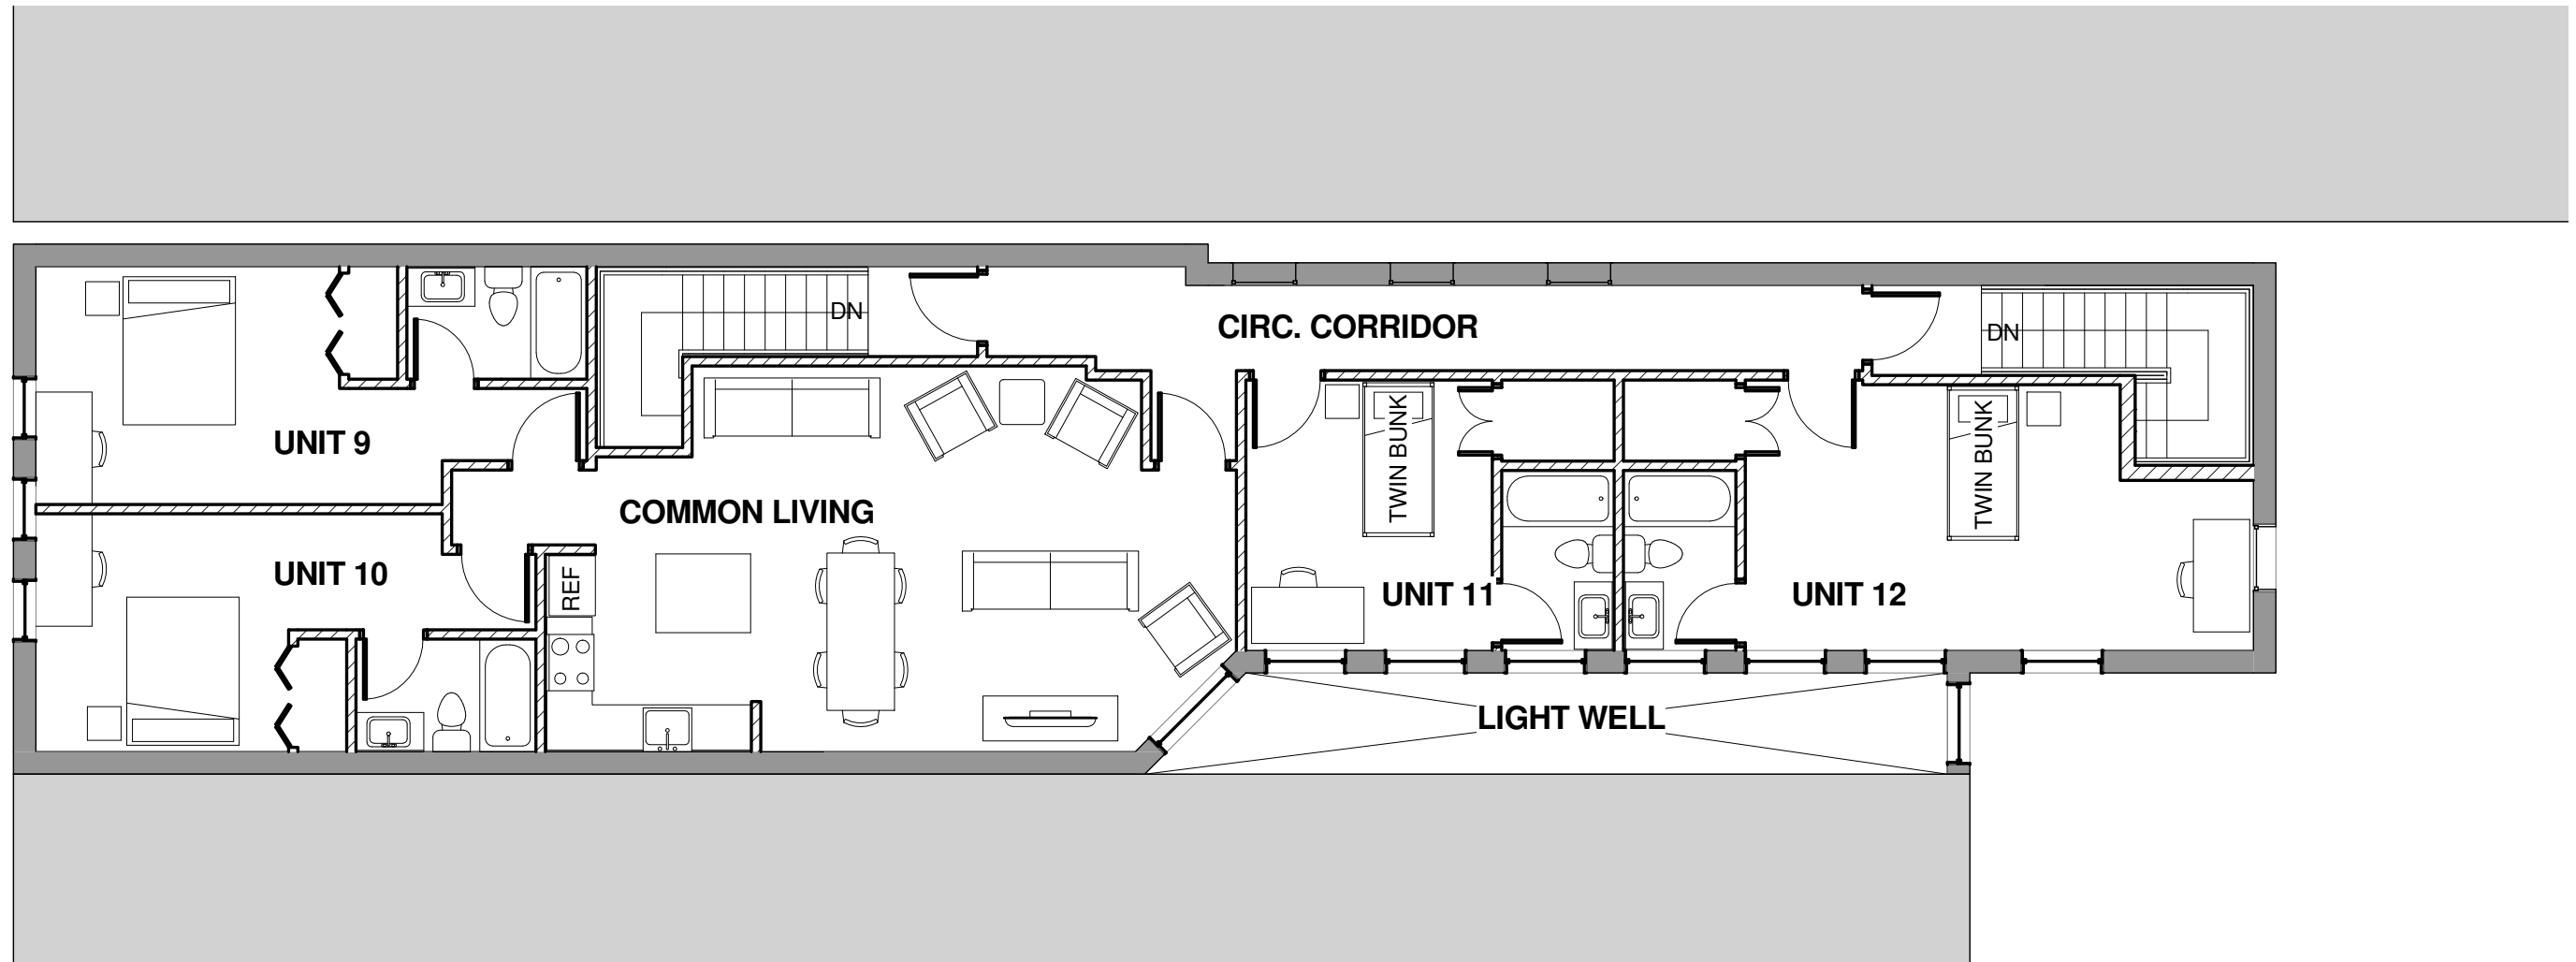 DN
CIRC. CORRIDOR
DN
UNIT 9
TWIN BUNK
TWIN BUNK
COMMON LIVING
UNIT 10
REF
UNIT 11
UNIT 12
LIGHT WELL